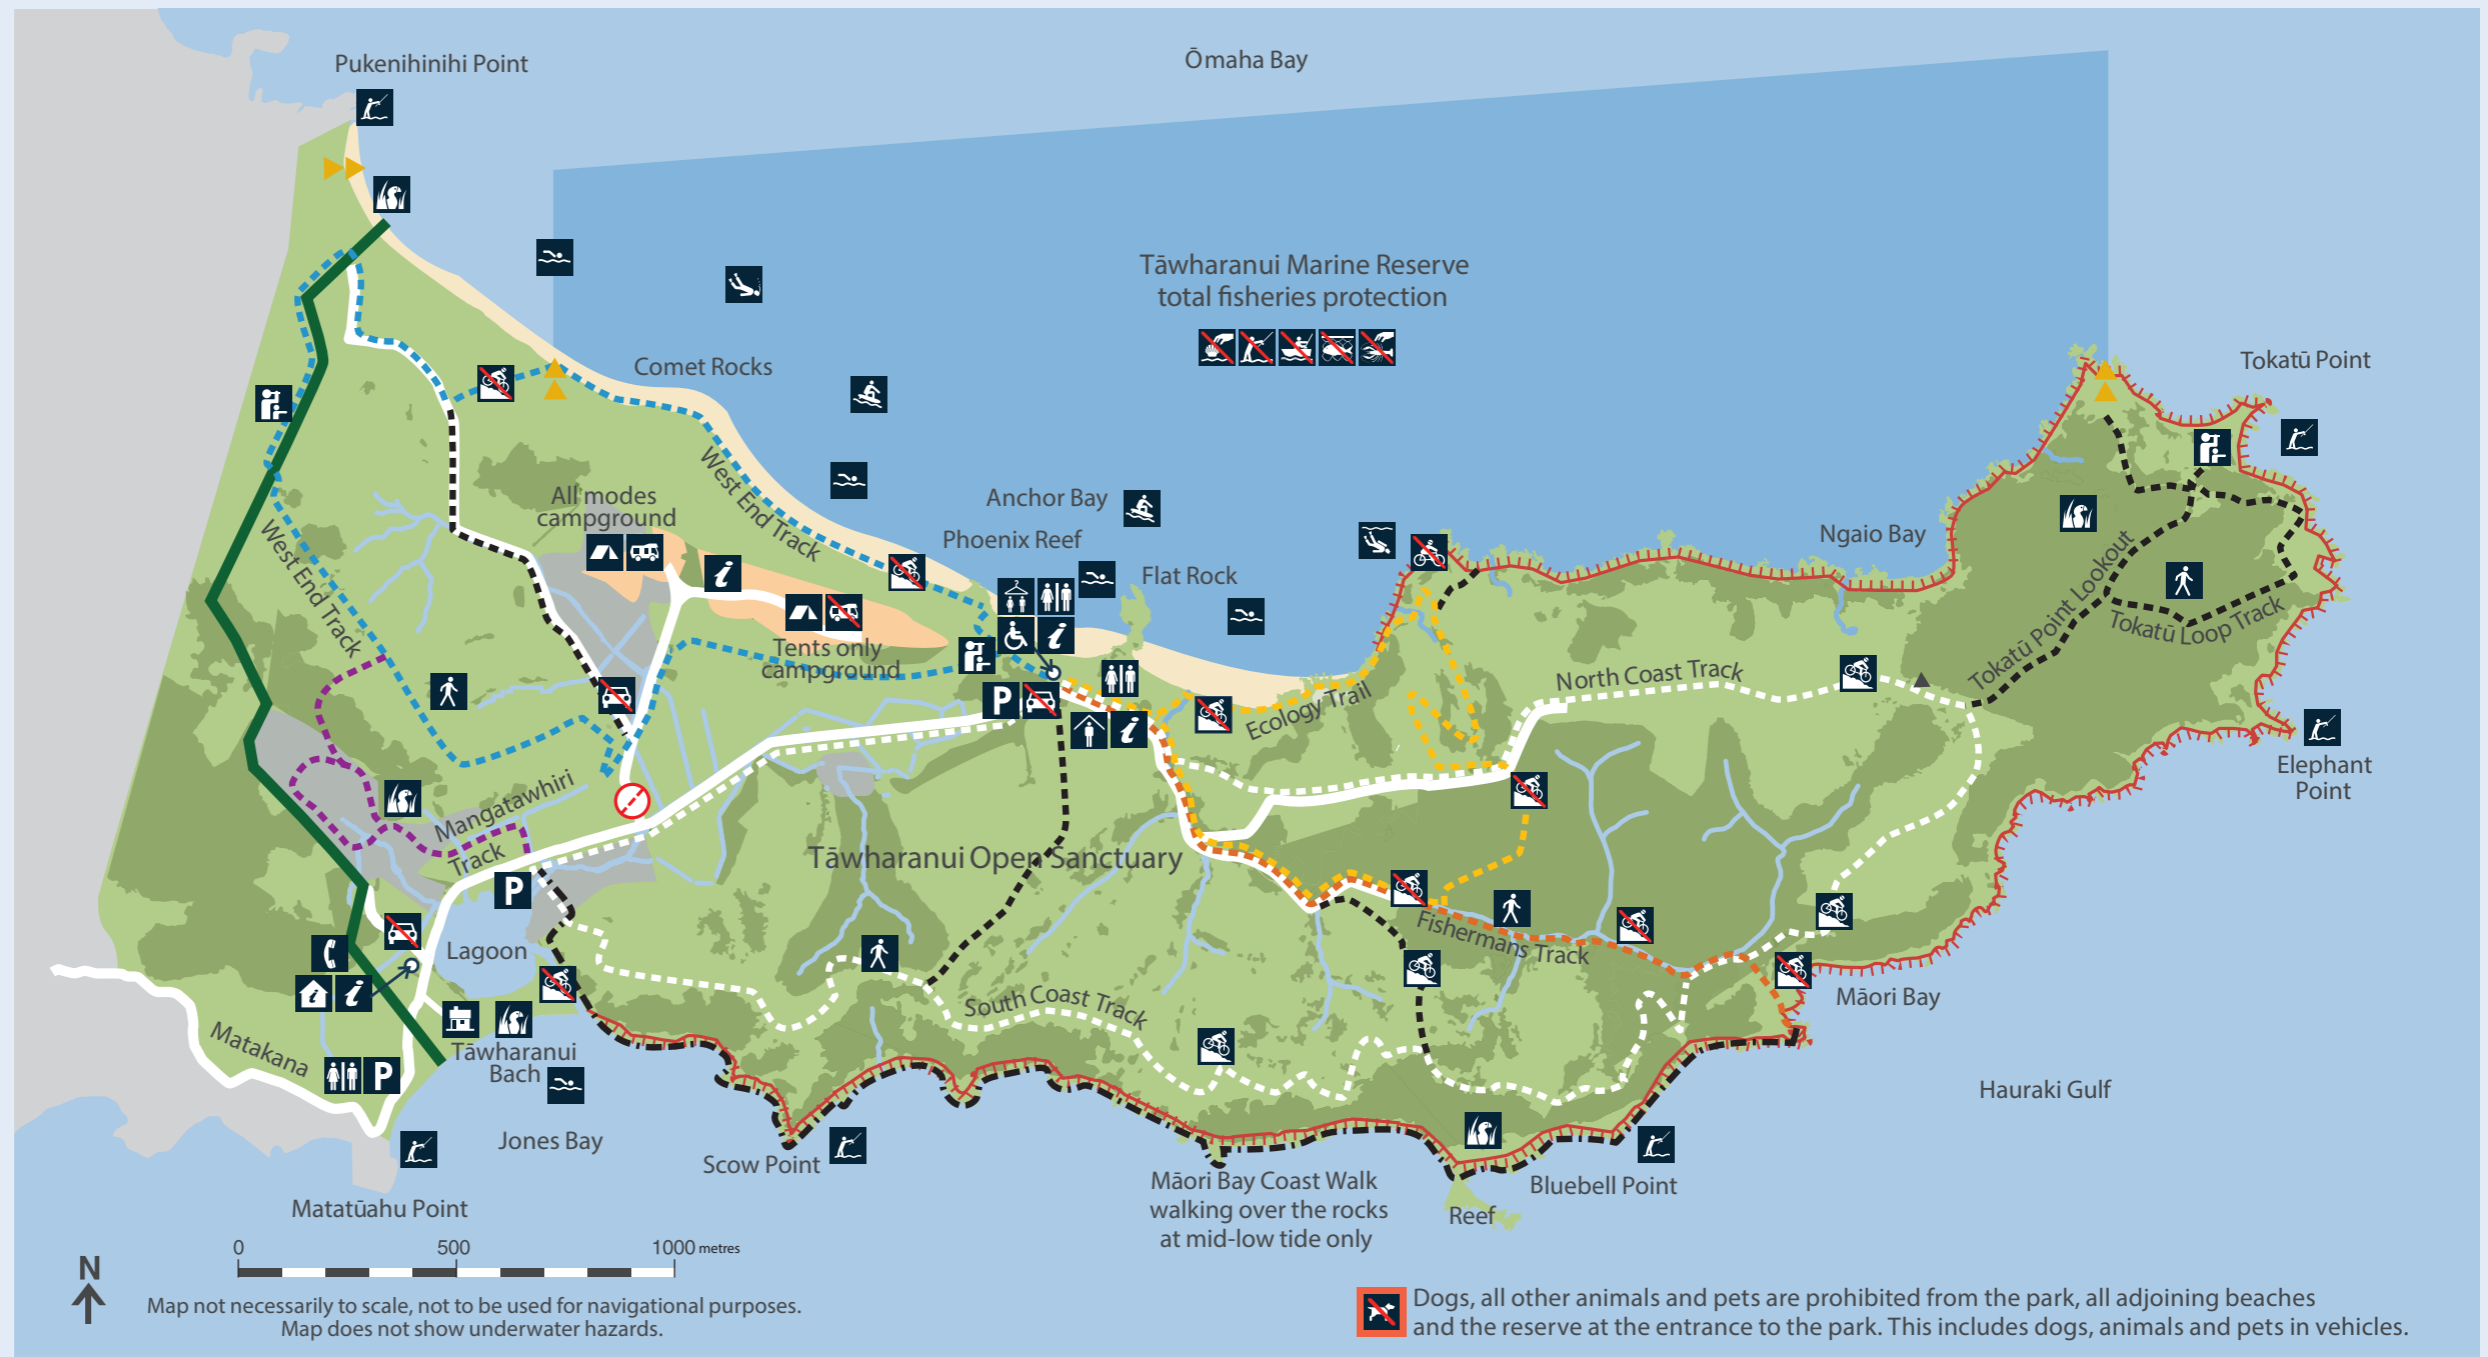 Pukenihinihi Point
Ōmaha Bay
Tāwharanui Marine Reserve
total fisheries protection
Comet Rocks
Tokatū Point
West End Track
All modes
campground
Anchor Bay
Phoenix Reef
Ngaio Bay
Flat Rock
West End Track
Tents only
campground
Tokatū Point Lookout
Tokatū Loop Track
North Coast Track
Ecology Trail
P
Elephant
Point
Mangatawhiri
Track
Tāwharanui Open Sanctuary
P
Lagoon
Fishermans Track
Māori Bay
South Coast Track
Matakana
P
Tāwharanui
Bach
Hauraki Gulf
Jones Bay
Scow Point
Māori Bay Coast Walk
walking over the rocks
at mid-low tide only
Bluebell Point
Reef
Matatūahu Point
0 500 1000 metres
N
Map not necessarily to scale, not to be used for navigational purposes.
Map does not show underwater hazards.
Dogs, all other animals and pets are prohibited from the park, all adjoining beaches
and the reserve at the entrance to the park. This includes dogs, animals and pets in vehicles.